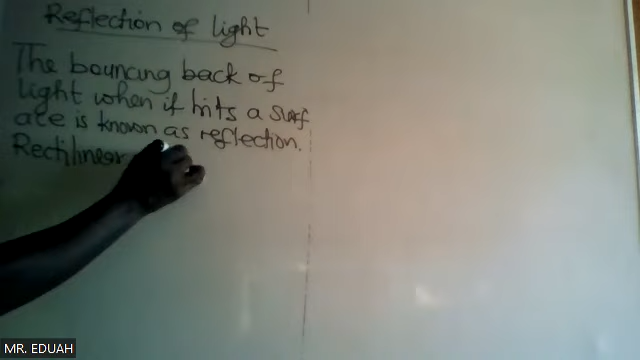 Reflection of light
The bouncing back of
light when it hits a surf
ace is known as reflection.
Rectilinear
MR. EDUAH